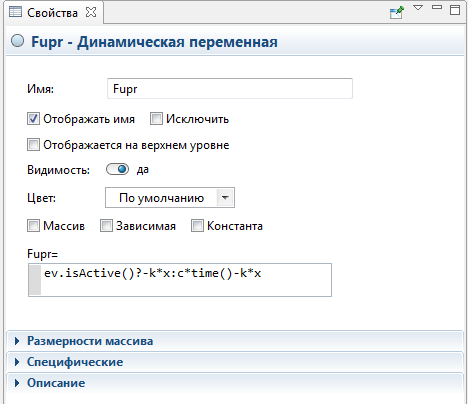 Свойства
Fupr - Динамическая переменная
Имя: Fupr
Отображать имя Исключить
Отображается на верхнем уровне
Видимость: да
Цвет: По умолчанию
Массив Зависимая Константа
Fupr=
ev.isActive()?-k*x:c*time()-k*x
Размерности массива
Специфические
Описание